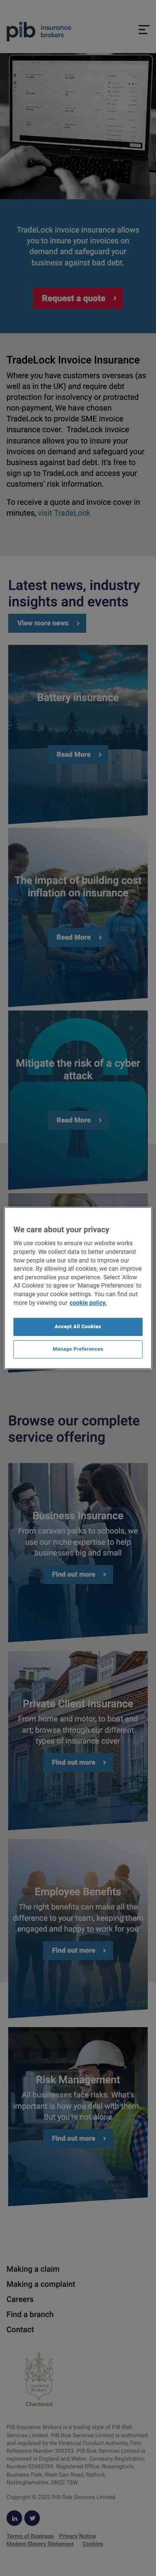 pib insurance
brokers
TradeLock invoice insurance allows
you to insure your invoices on
demand and safeguard your
business against bad debt.
Request a quote
TradeLock Invoice Insurance
Where you have customers overseas (as
well as in the UK) and require debt
protection for insolvency or protracted
non-payment, We have chosen
TradeLock to provide SME invoice
insurance cover. TradeLock invoice
insurance allows you to insure your
invoices on demand and safeguard your
business against bad debt. It's free to
sign up to TradeLock and access your
customers' risk information.
To receive a quote and invoice cover in
minutes, visit TradeLock
Latest news, industry
insights and events
View more news
Battery insurance
Read More
The impact of building cost
inflation on insurance
Read More
Mitigate the risk of a cyber
attack
Read More
We care about your privacy
We use cookies to ensure that our website works
properly. We collect data to better understand
how people use our site and to improve our
service. By allowing all cookies, we can enhance
and personalise your experience. Select 'Allow
All Cookies' to agree or 'Manage Preferences' to
choose your cookie settings. You can find out
more by viewing our cookie policy.
Accept All Cookies
Manage Preferences
Browse our complete
service offering
Business Insurance
From caravan parks to schools, we
use our niche expertise to help
businesses big and small
Find out more
Private Client Insurance
From home and motor, to boat and
art; browse through our different
types of insurance cover
Find out more
Employee Benefits
The right benefits can make all the
difference to your team, keeping them
engaged and happy to work for you
Find out more
Risk Management
All businesses face risks. What's
important is how you deal with them.
But you're not alone
Find out more
Making a claim
Making a complaint
Careers
Find a branch
Contact
Chartered
PIB Insurance Brokers is a trading style of PIB Risk
Services Limited. PIB Risk Services Limited is authorised
and regulated by the Financial Conduct Authority, Firm
Reference Number 308333. PIB Risk Services Limited is
registered in England and Wales. Company Registration
Number 02682789. Registered Office: Rossington's
Business Park, West Carr Road, Retford,
Nottinghamshire, DN22 7SW.
Copyright © 2022 PIB Risk Services Limited.
Terms of Business Privacy Notice
Modern Slavery Statement Cookies